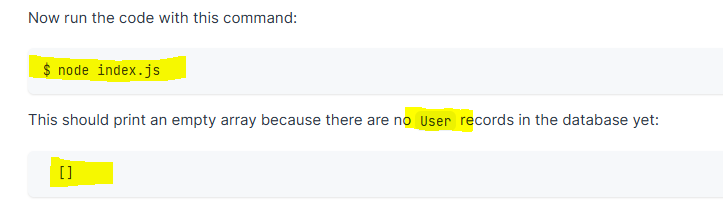 Now run the code with this command:
$ node index.js
This should print an empty array because there are no User records in the database yet:
[]